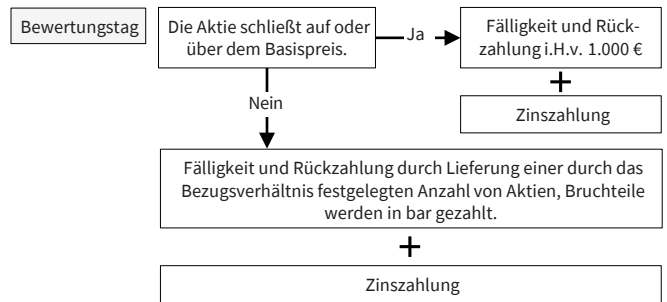 Bewertungstag
Die Aktie schließt auf oder
über dem Basispreis.
Ja
Fälligkeit und Rück-
zahlung i.H.v. 1.000 €
+
Zinszahlung
Nein
Fälligkeit und Rückzahlung durch Lieferung einer durch das
Bezugsverhältnis festgelegten Anzahl von Aktien, Bruchteile
werden in bar gezahlt.
+
Zinszahlung